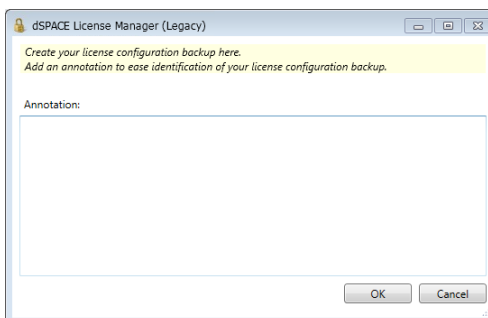 dSPACE License Manager (Legacy)
Create your license configuration backup here.
Add an annotation to ease identification of your license configuration backup.
Annotation:
OK
Cancel